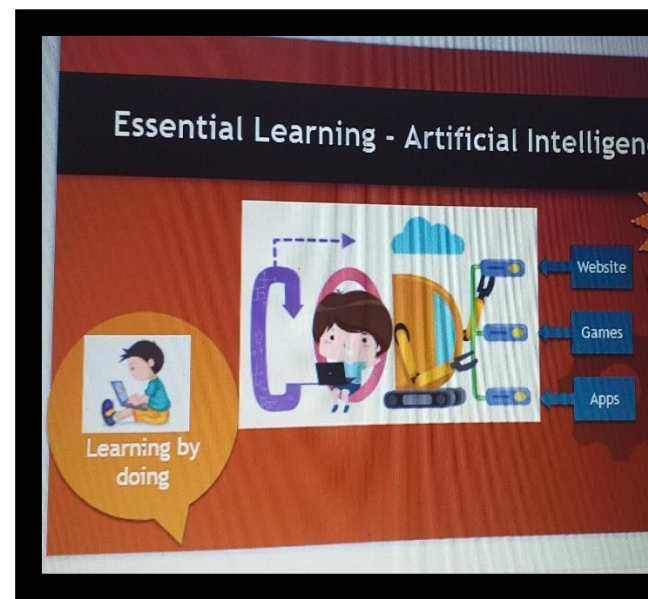 Essential Learning - Artificial Intelligen
CODE
Website
Games
Apps
Learning by
doing